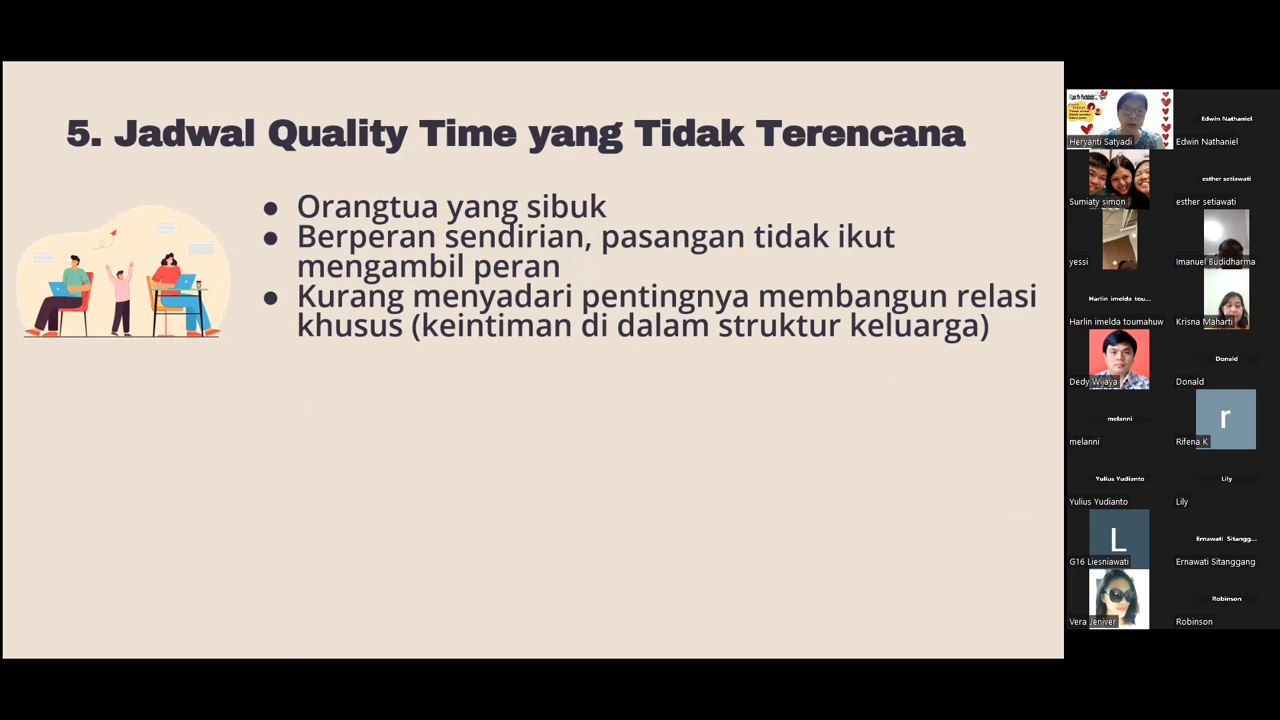 5. Jadwal Quality Time yang Tidak Terencana
● Orangtua yang sibuk
● Berperan sendirian, pasangan tidak ikut
mengambil peran
● Kurang menyadari pentingnya membangun relasi
khusus (keintiman di dalam struktur keluarga)
Heryanti Satyadi
Edwin Nathaniel
Edwin Nathaniel
Sumiaty simon
esther setiawati
esther setiawati
yessi
Imanuel Budidharma
Harlin imelda tou...
Harlin imelda toumahuw
Krisna Maharti
Dedy Wijaya
Donald
Donald
melanni
melanni
r
Rifena K
Yulius Yudianto
Yulius Yudianto
Lily
Lily
L
G16 Liesniawati
Ernawati Sitangg...
Ernawati Sitanggang
Vera Jeniver
Robinson
Robinson